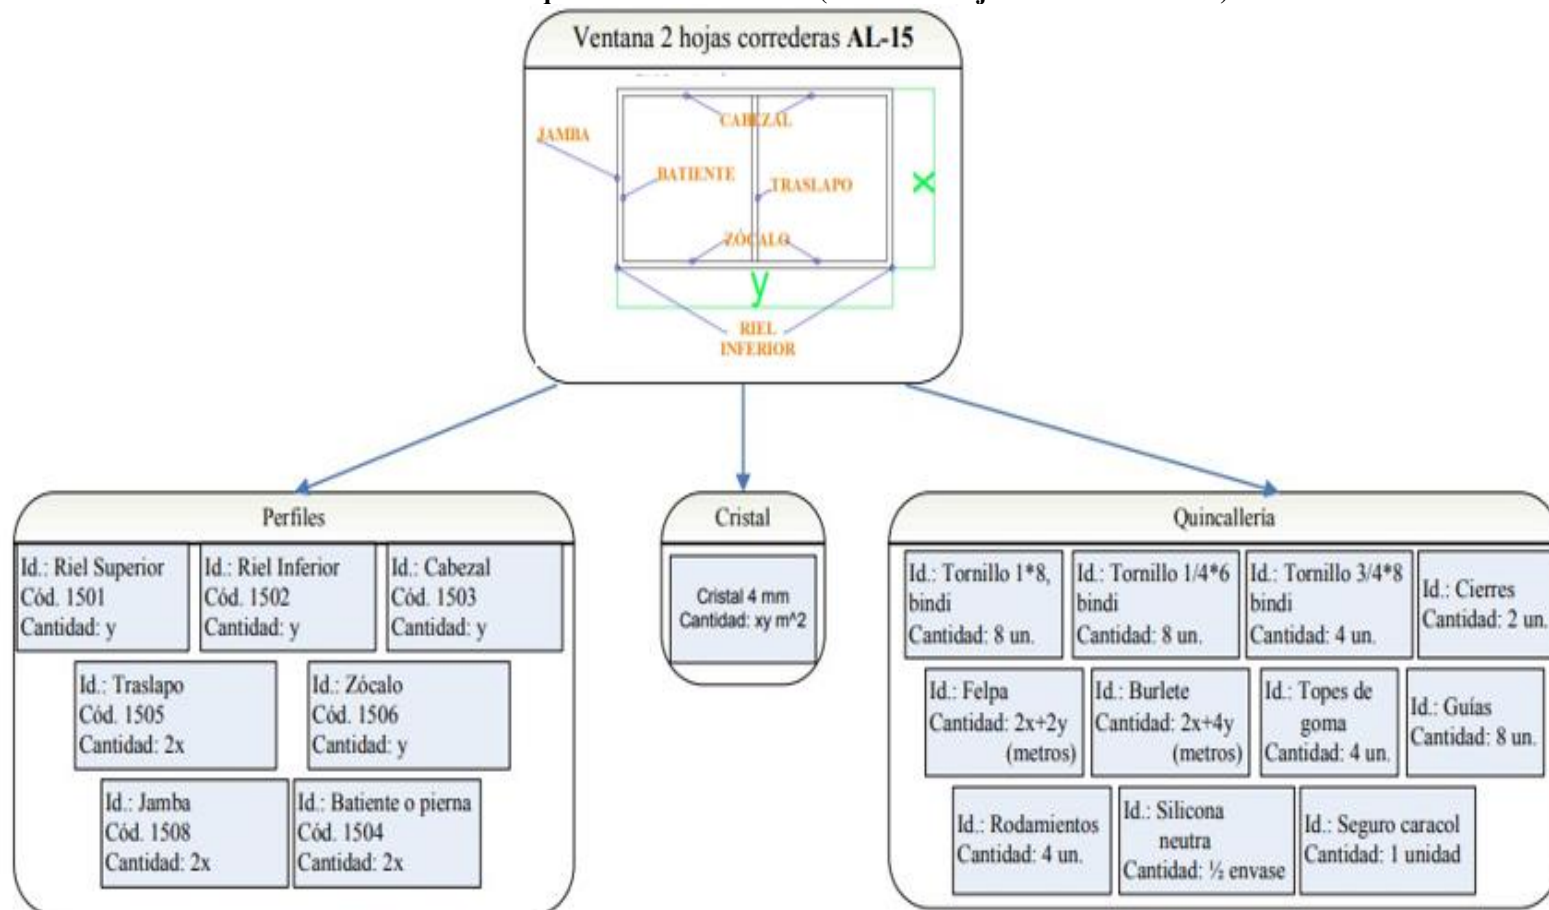 Ventana 2 hojas correderas AL-15
CABEZAL
JAMBA
BATIENTE
TRASLAPO
x
ZÓCALO
y
RIEL
INFERIOR
Perfiles
Id.: Riel Superior
Cód. 1501
Cantidad: y
Id.: Riel Inferior
Cód. 1502
Cantidad: y
Id.: Cabezal
Cód. 1503
Cantidad: y
Id.: Traslapo
Cód. 1505
Cantidad: 2x
Id.: Zócalo
Cód. 1506
Cantidad: y
Id.: Jamba
Cód. 1508
Cantidad: 2x
Id.: Batiente o pierna
Cód. 1504
Cantidad: 2x
Cristal
Cristal 4 mm
Cantidad: xy m^2
Quincallería
Id.: Tornillo 1*8,
bindi
Cantidad: 8 un.
Id.: Tornillo 1/4*6
bindi
Cantidad: 8 un.
Id.: Tornillo 3/4*8
bindi
Cantidad: 4 un.
Id.: Cierres
Cantidad: 2 un.
Id.: Felpa
Cantidad: 2x+2y
(metros)
Id.: Burlete
Cantidad: 2x+4y
(metros)
Id.: Topes de
goma
Cantidad: 4 un.
Id.: Guías
Cantidad: 8 un.
Id.: Rodamientos
Cantidad: 4 un.
Id.: Silicona
neutra
Cantidad: ½ envase
Id.: Seguro caracol
Cantidad: 1 unidad